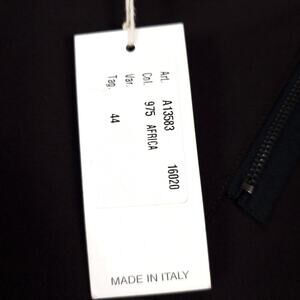 Art. A13583 16020
Col. 975 AFRICA
Var.
Tag. 44
MADE IN ITALY